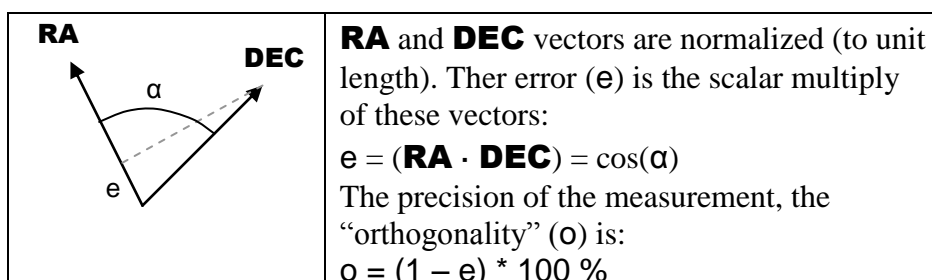 RA
DEC
α
e
RA and DEC vectors are normalized (to unit
length). Ther error (e) is the scalar multiply
of these vectors:
e = (RA · DEC) = cos(α)
The precision of the measurement, the
“orthogonality” (o) is:
o = (1 – e) * 100 %